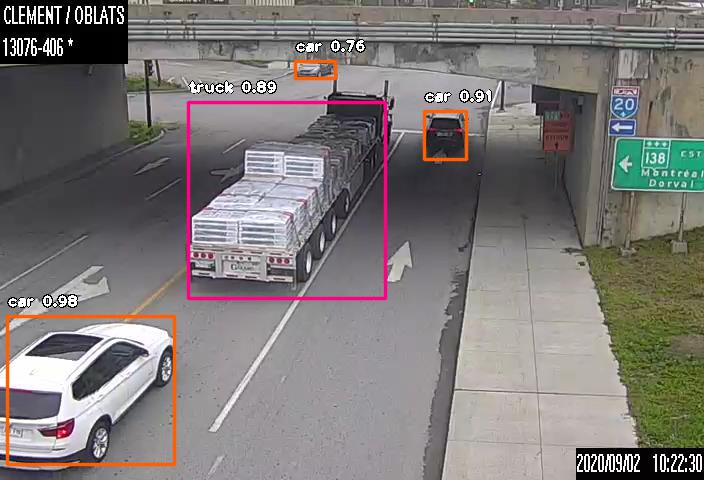 CLEMENT / OBLATS
13076-406 *
car 0.76
truck 0.89
car 0.91
20
138
EST
Montréal
Dorval
car 0.98
2020/09/02 10:22:30